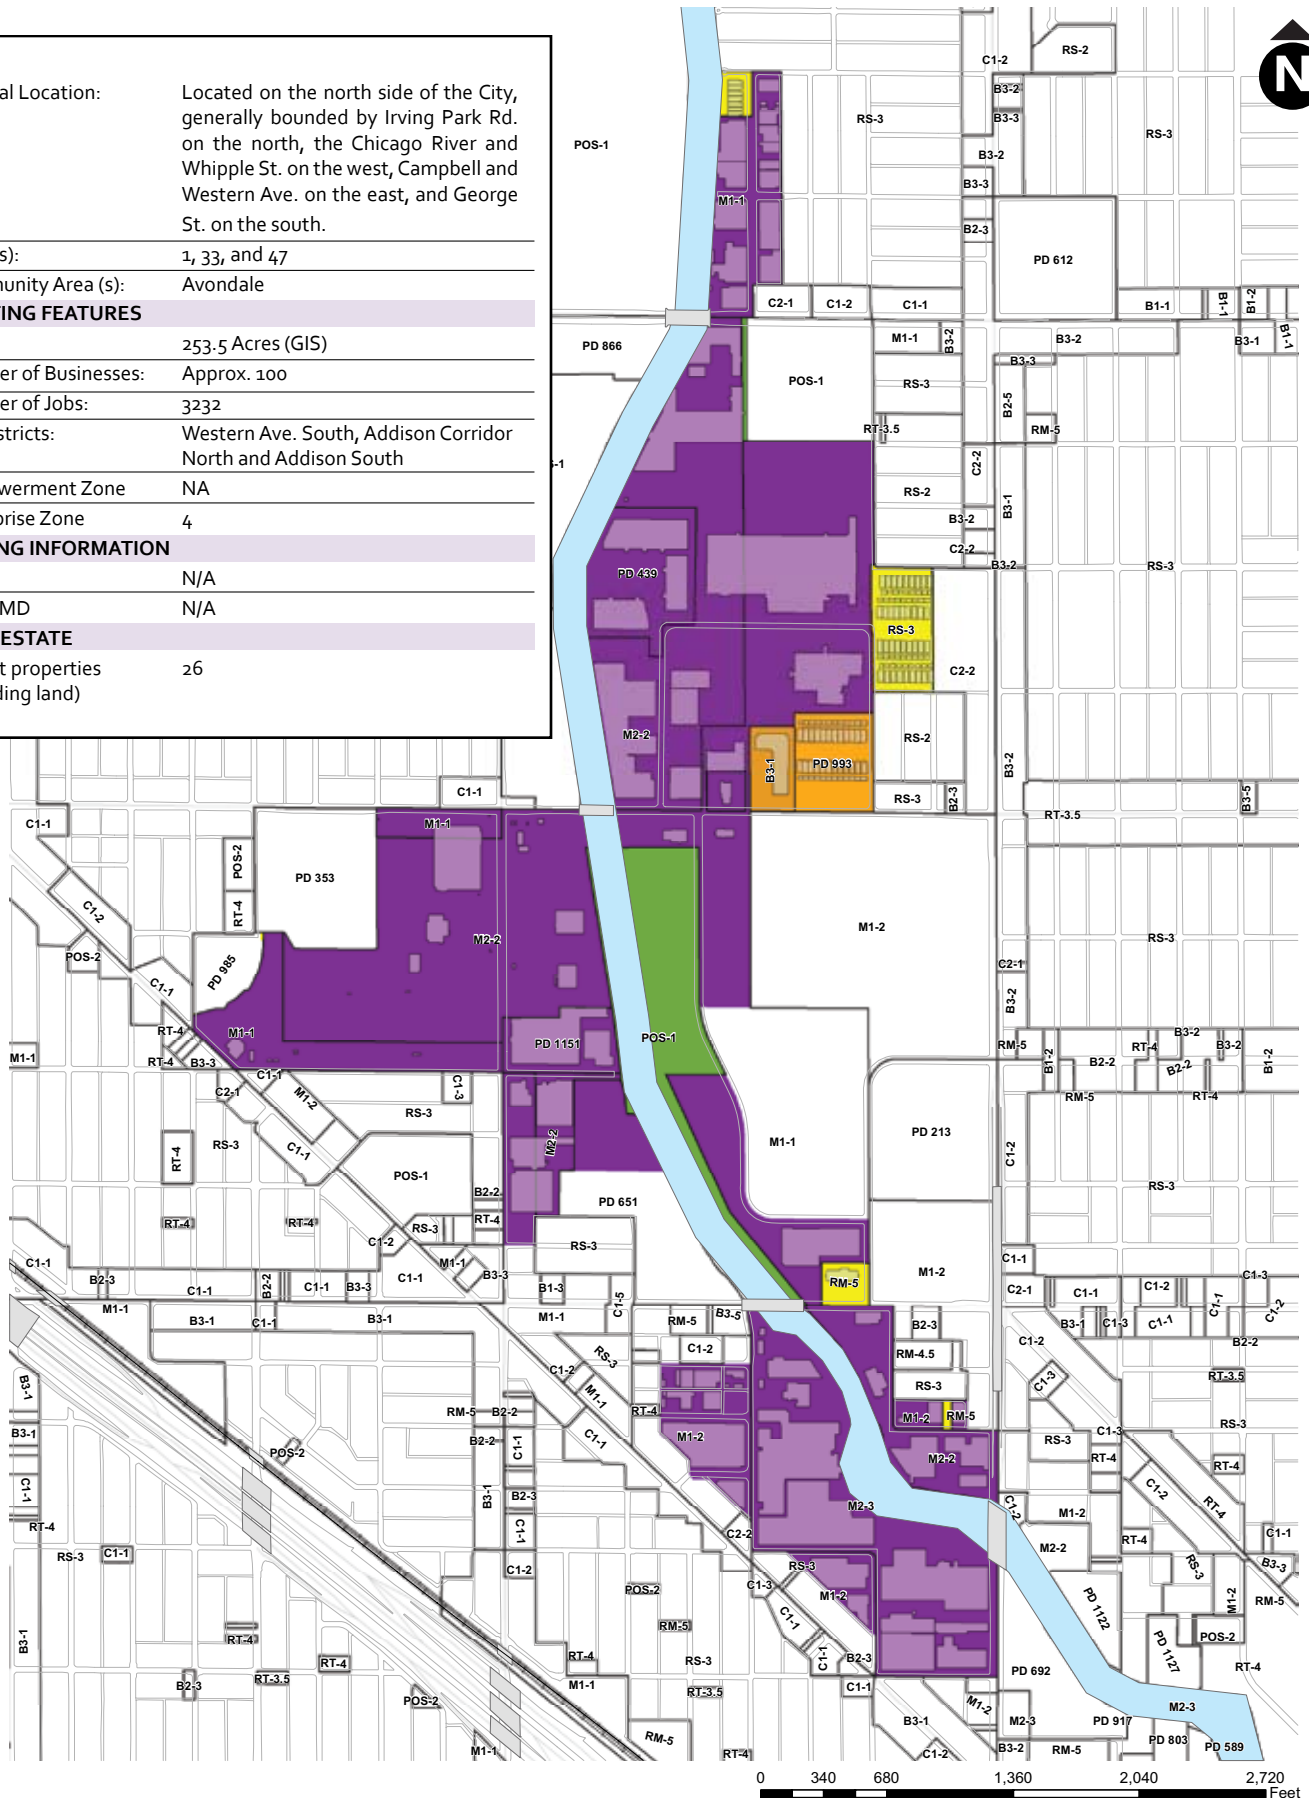 al Location: Located on the north side of the City,
generally bounded by Irving Park Rd.
on the north, the Chicago River and
Whipple St. on the west, Campbell and
Western Ave. on the east, and George
St. on the south.
s): 1, 33, and 47
unity Area (s): Avondale
ING FEATURES
253.5 Acres (GIS)
er of Businesses: Approx. 100
er of Jobs: 3232
stricts: Western Ave. South, Addison Corridor
North and Addison South
werment Zone NA
prise Zone 4
NG INFORMATION
N/A
MD N/A
ESTATE
t properties 26
ding land)
N
RS-2
C1-2
B3-2
RS-3
B3-3
RS-3
POS-1
B3-2
B3-3
M1-1
B2-3
PD 612
C2-1 C1-2 C1-1 B1-1 B1-1 B1-2
PD 866 M1-1 B3-2 B3-2 B3-1 B1-1
B3-3
POS-1 RS-3 B2-5
RT-3.5 RM-5
-1 C2-2
RS-2 B3-1
B3-2
C2-2
B3-2 RS-3
PD 439
RS-3
C2-2
M2-2 RS-2
B3-1 PD 993 B3-2
C1-1 RS-3 B2-3 B3-5
C1-1 M1-1 RT-3.5
POS-2
PD 353
C1-2 RT-4
M1-2
M2-2 RS-3
POS-2 PD 985 C2-1
C1-1 B3-2
RT-4 M1-1 POS-1 B3-2
PD 1151 RM-5 RT-4 B3-2
M1-1 RT-4 B3-3 B1-2 B2-2 B2-2 B1-2
C1-1
C2-1 M1-2 C1-3 RM-5 RT-4
RS-3
PD 213
RS-3 C1-1 M2-2 M1-1 C1-2
RT-4
POS-1 RS-3
B2-2 PD 651
RT-4 RT-4 RS-3 RT-4
C1-2 RS-3
C1-1 M1-1 C1-1
B2-3 C1-1 B2-2 C1-1 B3-3 C1-1 B3-3 RM-5 M1-2 C1-3
B1-3 C2-1 C1-1 C1-2
M1-1 C1-5 C1-1 C1-2
B3-1 C1-1 B3-1 M1-1 RM-5 B3-5 B2-3 B3-1 C1-3 C1-1
C1-2 C1-2 B2-2
RS-3 RM-4.5
C1-2
B3-1 M1-1 RS-3 C1-3 RT-3.5
RM-5 B2-2 RT-4 M1-2 RM-5 RS-3
B3-1 B2-2 C1-1 C1-1 M1-2 C1-3
POS-2 RS-3
M2-2 RT-4 RT-4
C1-1 B3-1 B2-3 C1-2
M2-3 C1-2 M1-2 RT-4
RT-4 C1-1 C2-2 C1-1
RS-3 C1-1 M2-2 RT-4
C1-2 RS-3 RS-3 B3-3
C1-3
POS-2 M1-2 M1-2 RM-5
C1-1 PD 1122
RM-5
B3-1 RT-4 C1-1 B2-3 PD 1127 POS-2
RT-4 RT-4 RS-3 PD 692 RT-4
B2-3 RT-3.5 M1-1 RT-3.5 C1-1
POS-2 M1-2 M2-3
B3-1 M2-3 PD 917
RM-5 PD 803 PD 589
M1-1 RT-4 C1-2 B3-2 RM-5
0 340 680 1,360 2,040 2,720
Feet